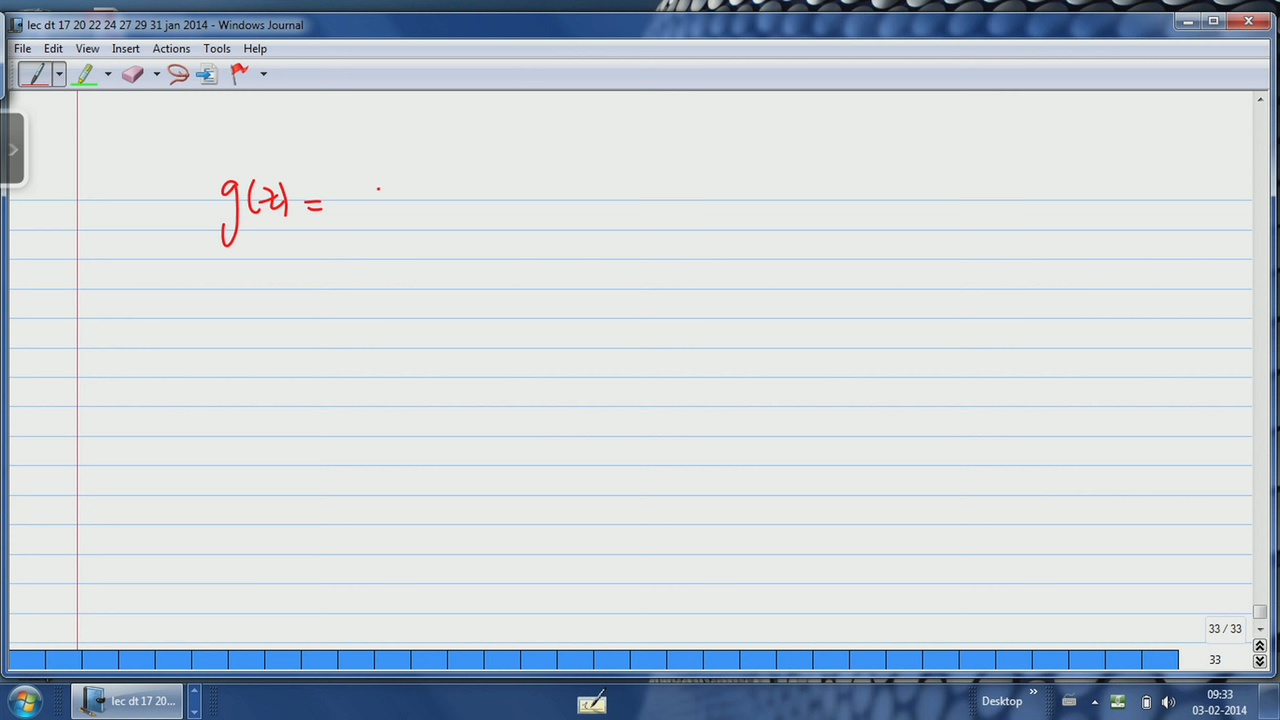 lec dt 17 20 22 24 27 29 31 jan 2014 - Windows Journal
File Edit View Insert Actions Tools Help
g(x) =
33 / 33
33
lec dt 17 20...
Desktop
09:33
03-02-2014